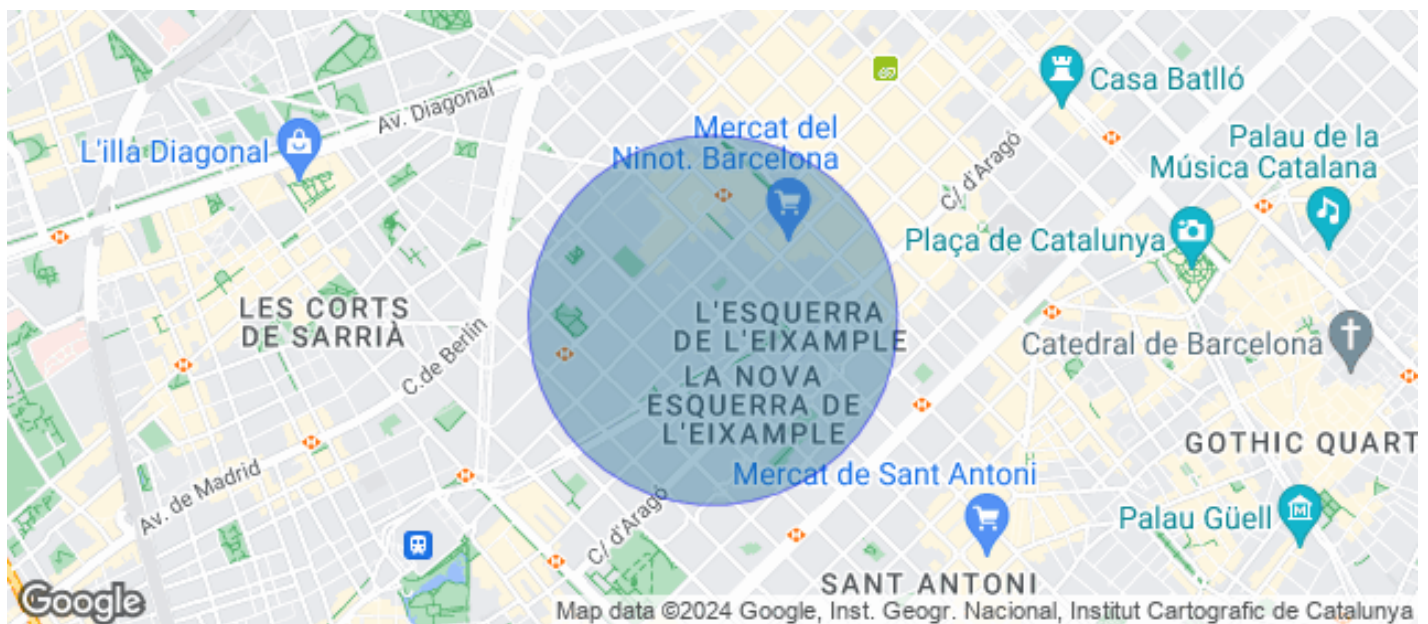 Av. Diagonal
L'illa Diagonal
Mercat del
Ninot. Barcelona
Casa Batlló
C/ d'Aragó
Palau de la
Música Catalana
Plaça de Catalunya
LES CORTS
DE SARRIÀ
C.de Berlín
L'ESQUERRA
DE L'EIXAMPLE
LA NOVA
ESQUERRA DE
L'EIXAMPLE
Catedral de Barcelona
GOTHIC QUART
Av. de Madrid
Mercat de Sant Antoni
C/ d'Aragó
Palau Güell
SANT ANTONI
Google
Map data ©2024 Google, Inst. Geogr. Nacional, Institut Cartografic de Catalunya